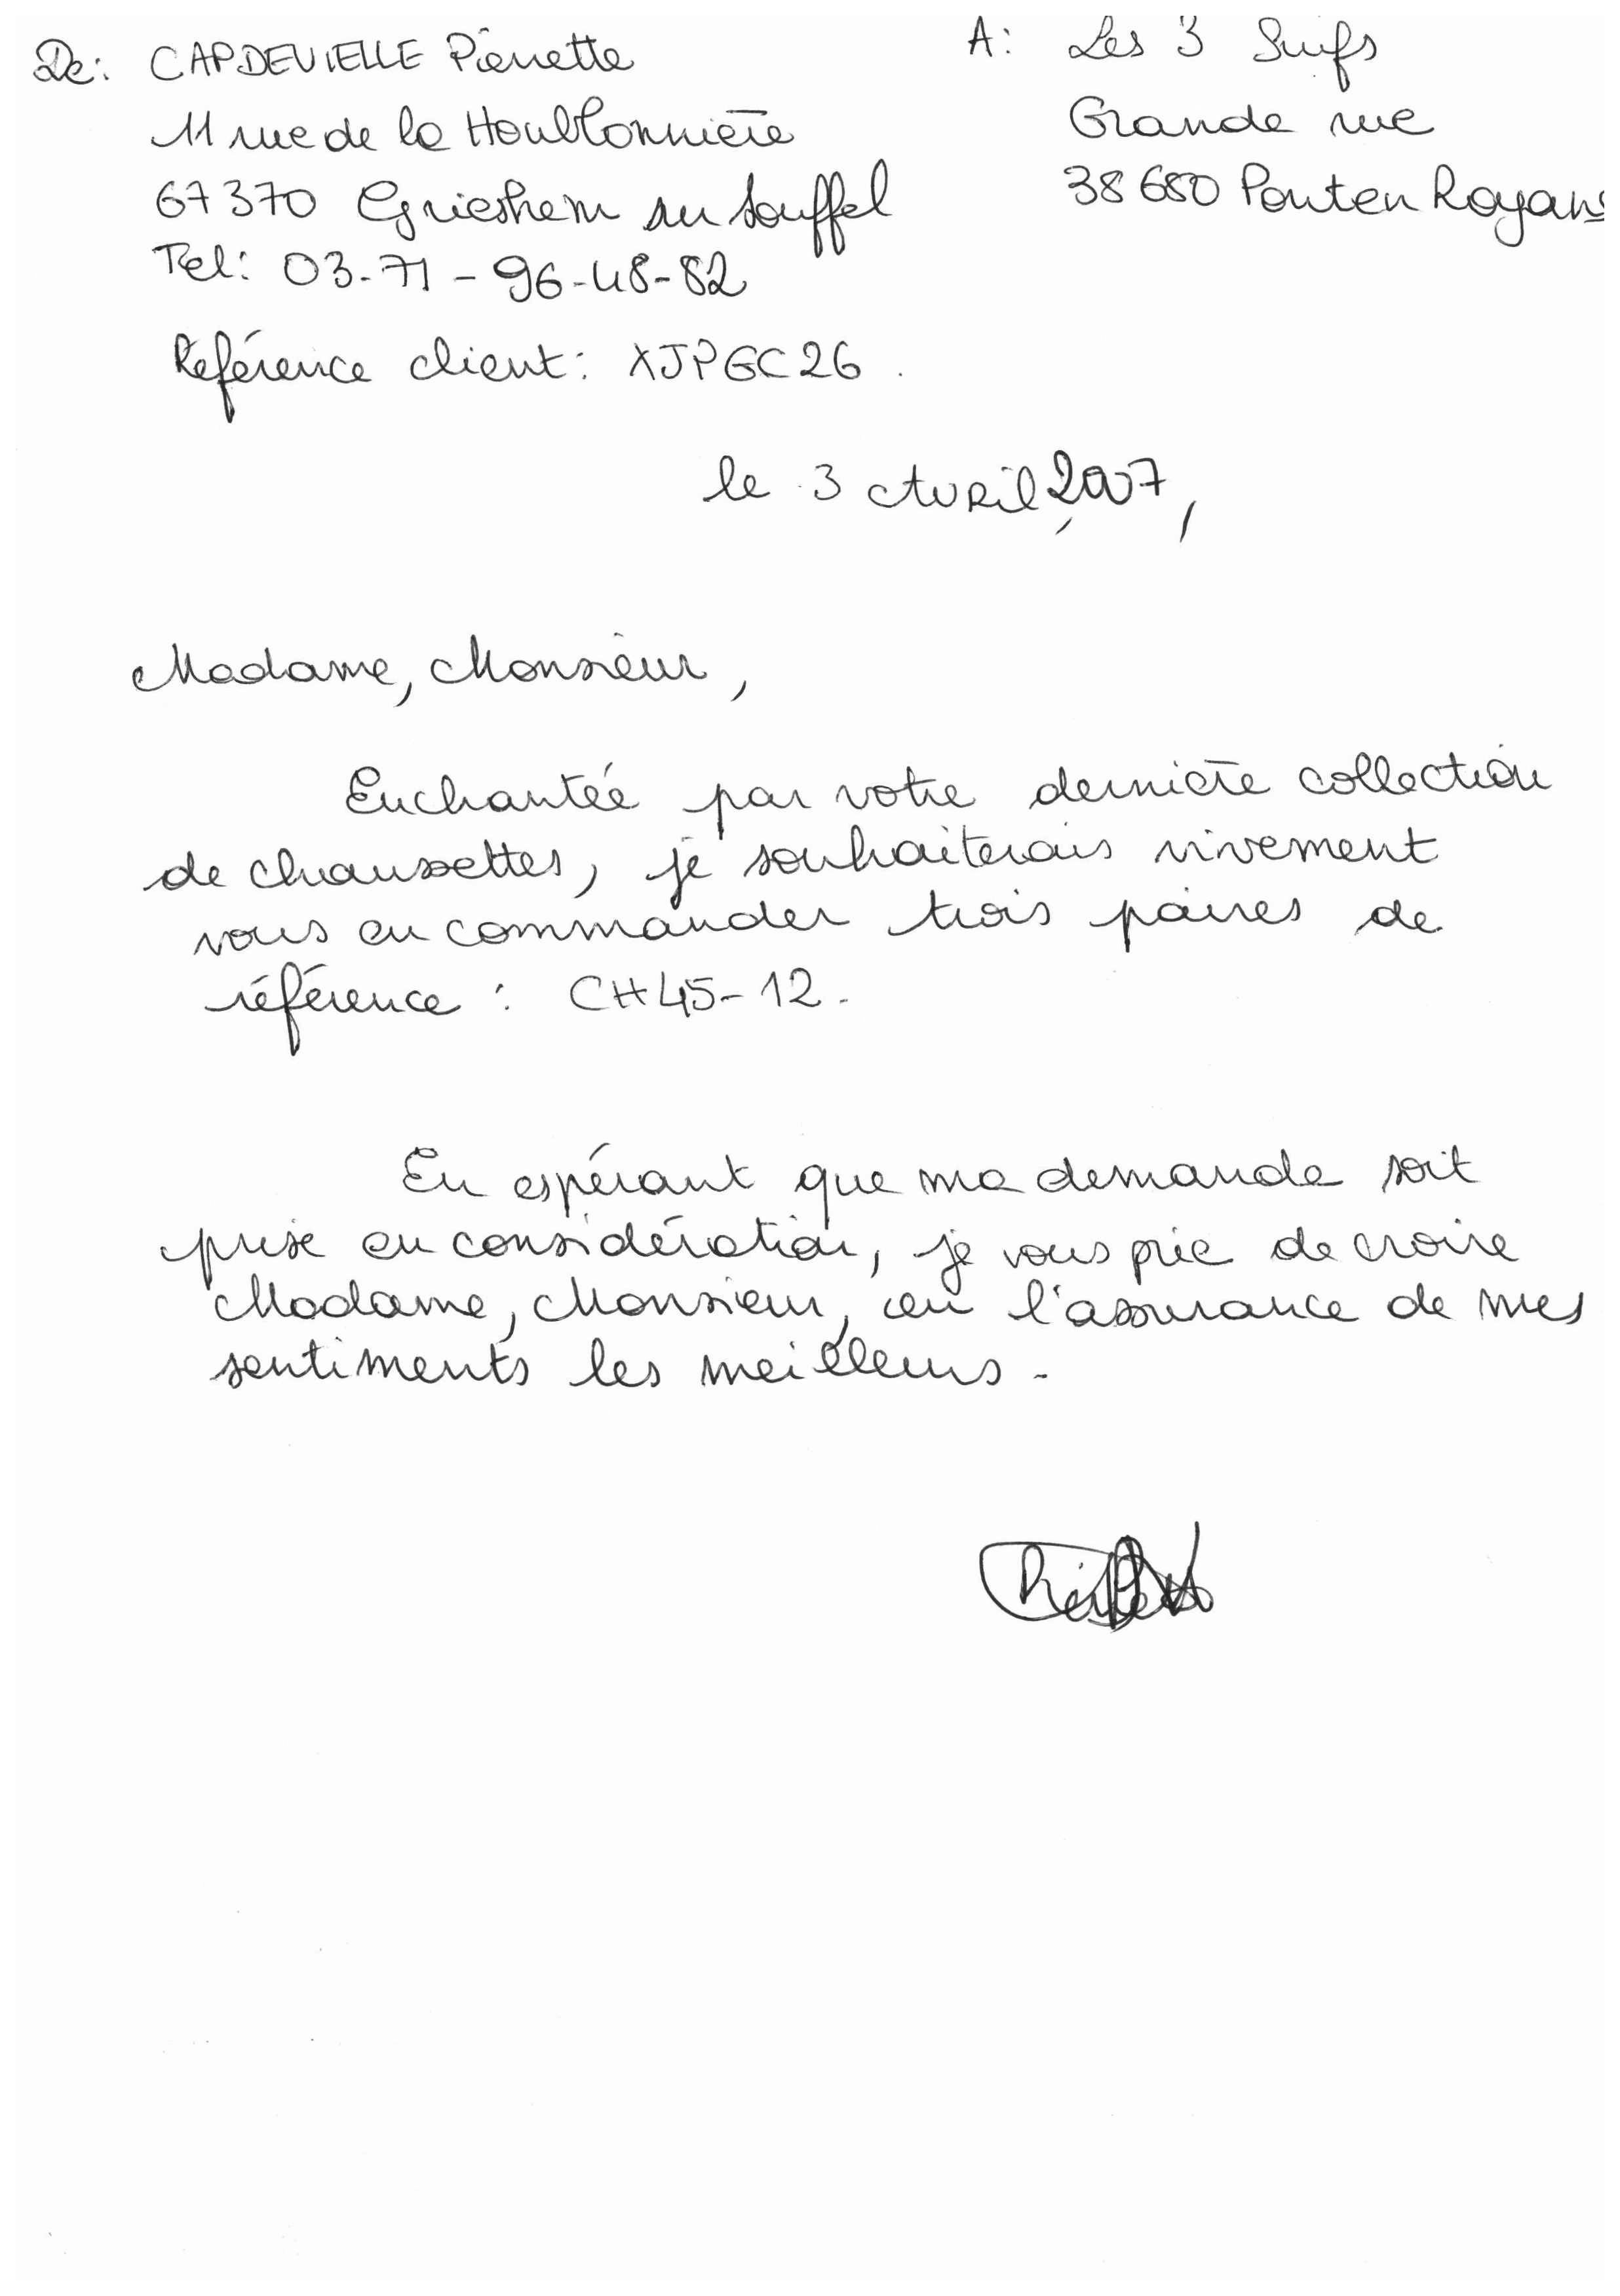 De: CAPDEVIELLE Pierrette
11 rue de la Houblonnière
67370 Griesheim sur Souffel
Tel: 03-71-96-48-82
Référence client: XJPGC26.
A: Les 3 Suifs
Grande rue
38680 Ponten Royans
le 3 Avril 2007,
Madame, Monsieur,
Enchantée par votre dernière collection
de chaussettes, je souhaiterais vivement
vous en commander trois paires de
référence : CH45-12.
En espérant que ma demande soit
prise en considération, je vous prie de croire
Madame, Monsieur, en l'assurance de mes
sentiments les meilleurs.